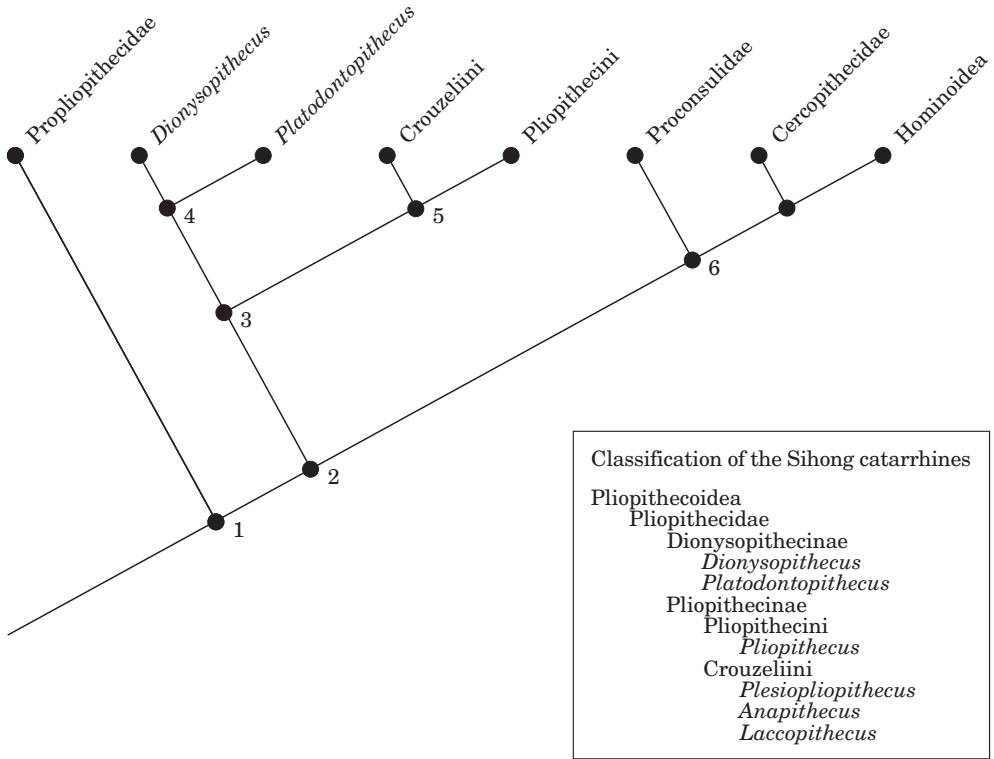 Propliopithecidae
Dionysopithecus
Platodontopithecus
Crouzeliini
Pliopithecini
Proconsulidae
Cercopithecidae
Hominoidea
4
5
6
3
2
1
Classification of the Sihong catarrhines
Pliopithecoidea
Pliopithecidae
Dionysopithecinae
Dionysopithecus
Platodontopithecus
Pliopithecinae
Pliopithecini
Pliopithecus
Crouzeliini
Plesiopliopithecus
Anapithecus
Laccopithecus